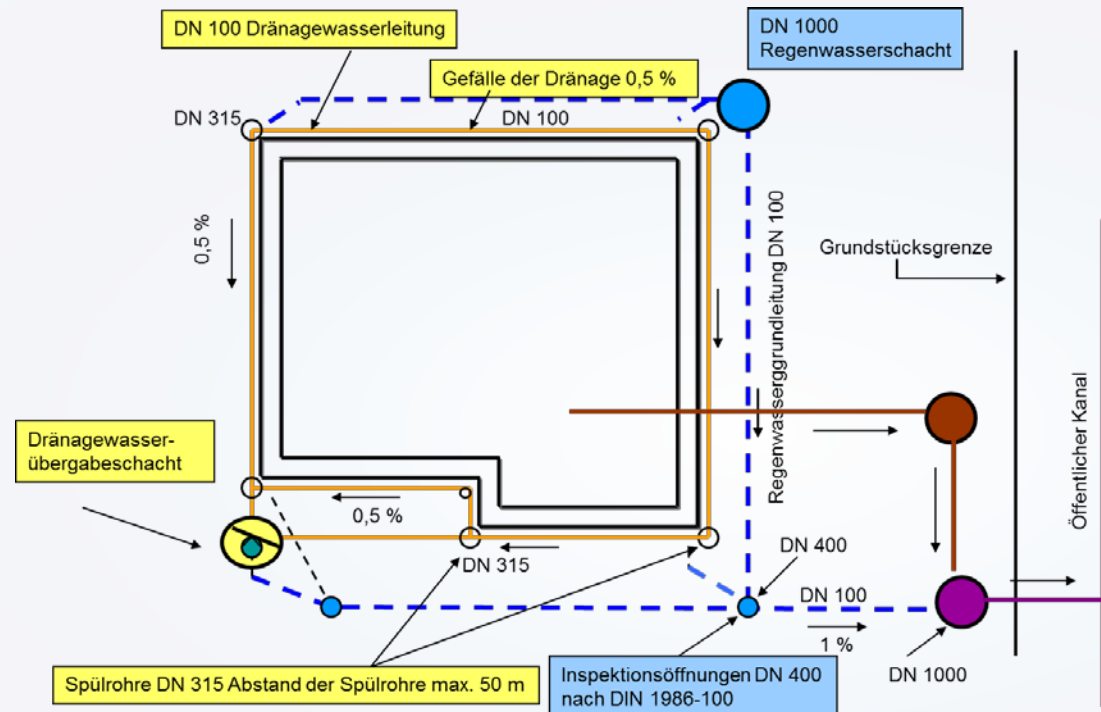 DN 100 Dränagewasserleitung
DN 1000
Regenwasserschacht
Gefälle der Dränage 0,5 %
DN 315
DN 100
0,5 %
Regenwasserggrundleitung DN 100
Grundstücksgrenze
Öffentlicher Kanal
Dränagewasser-
übergabeschacht
0,5 %
DN 315
DN 400
DN 100
1 %
DN 1000
Spülrohre DN 315 Abstand der Spülrohre max. 50 m
Inspektionsöffnungen DN 400
nach DIN 1986-100